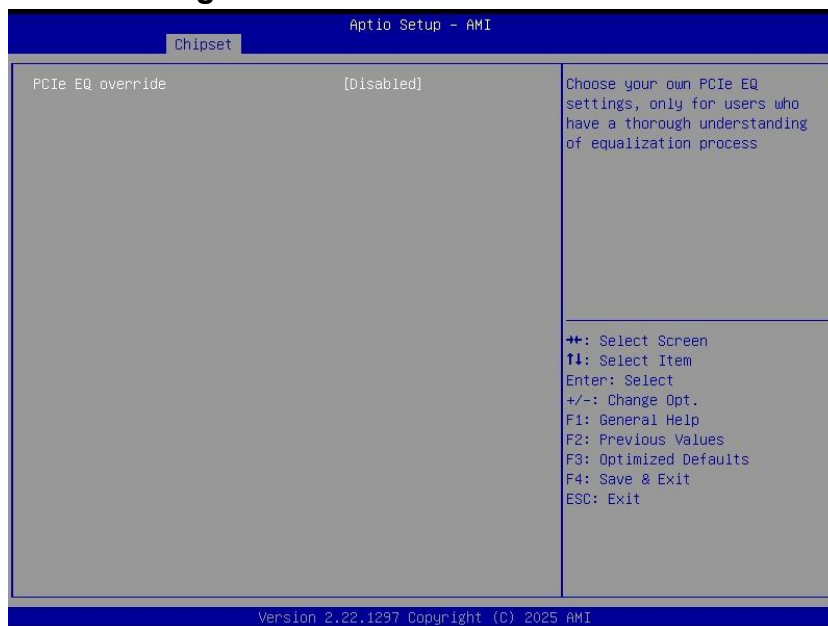 Aptio Setup – AMI
Chipset
PCIe EQ override [Disabled]
Choose your own PCIe EQ
settings, only for users who
have a thorough understanding
of equalization process
→←: Select Screen
↑↓: Select Item
Enter: Select
+/-: Change Opt.
F1: General Help
F2: Previous Values
F3: Optimized Defaults
F4: Save & Exit
ESC: Exit
Version 2.22.1297 Copyright (C) 2025 AMI